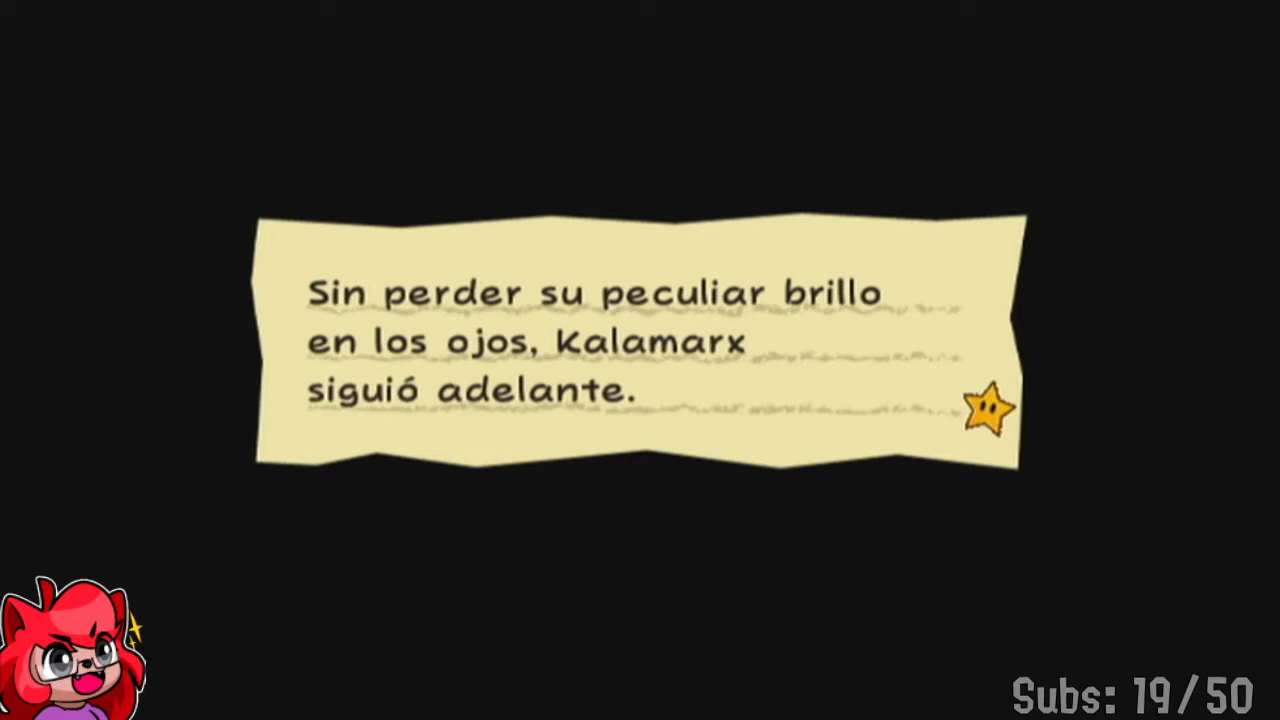 Sin perder su peculiar brillo
en los ojos, Kalamarx
siguió adelante.
Subs: 19/50